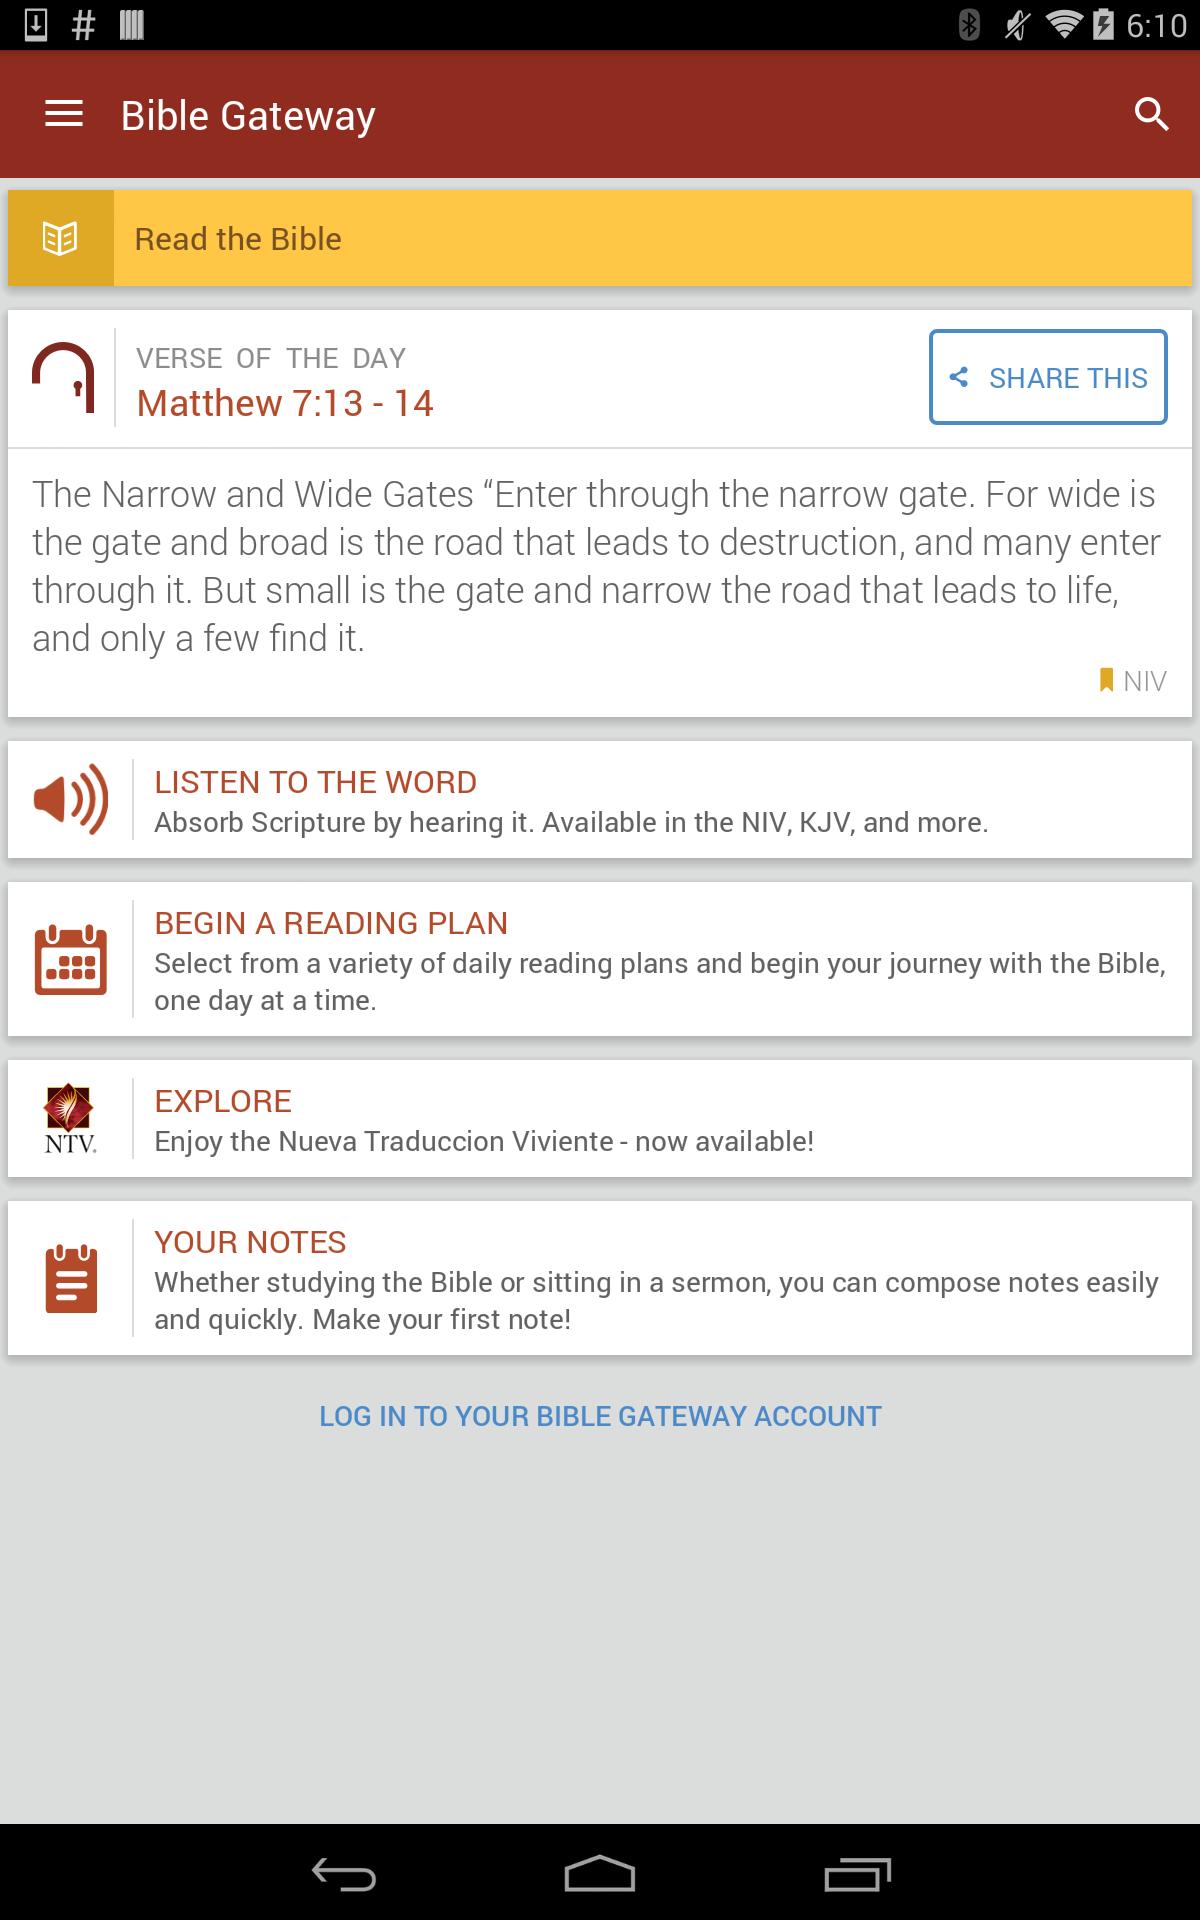 6:10
Bible Gateway
Read the Bible
VERSE OF THE DAY
Matthew 7:13 - 14
SHARE THIS
The Narrow and Wide Gates “Enter through the narrow gate. For wide is
the gate and broad is the road that leads to destruction, and many enter
through it. But small is the gate and narrow the road that leads to life,
and only a few find it.
NIV
LISTEN TO THE WORD
Absorb Scripture by hearing it. Available in the NIV, KJV, and more.
BEGIN A READING PLAN
Select from a variety of daily reading plans and begin your journey with the Bible,
one day at a time.
NTV.
EXPLORE
Enjoy the Nueva Traduccion Viviente - now available!
YOUR NOTES
Whether studying the Bible or sitting in a sermon, you can compose notes easily
and quickly. Make your first note!
LOG IN TO YOUR BIBLE GATEWAY ACCOUNT